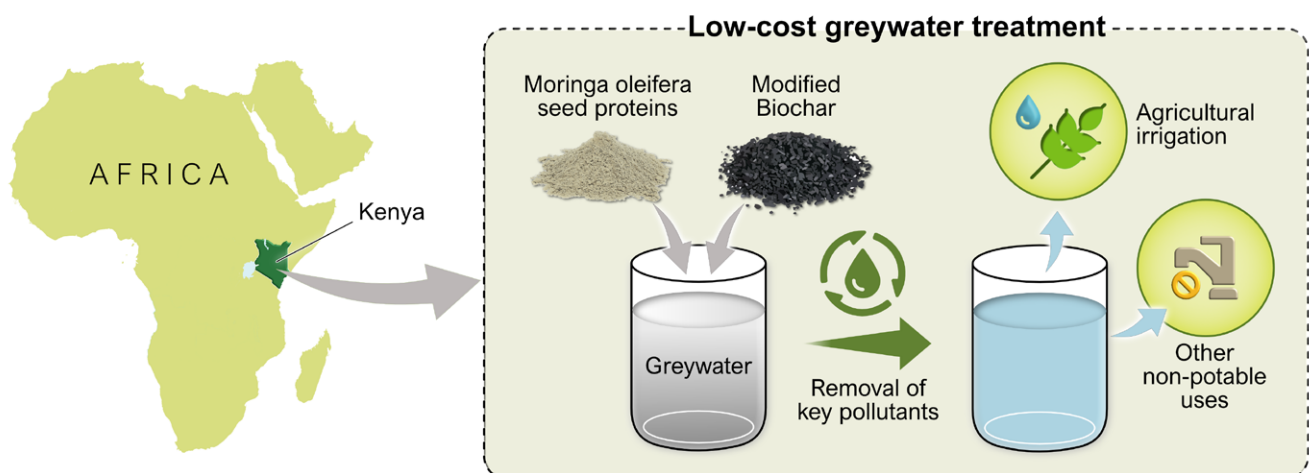 Low-cost greywater treatment
AFRICA
Kenya
Moringa oleifera
seed proteins
Modified
Biochar
Greywater
Removal of
key pollutants
Agricultural
irrigation
Other
non-potable
uses